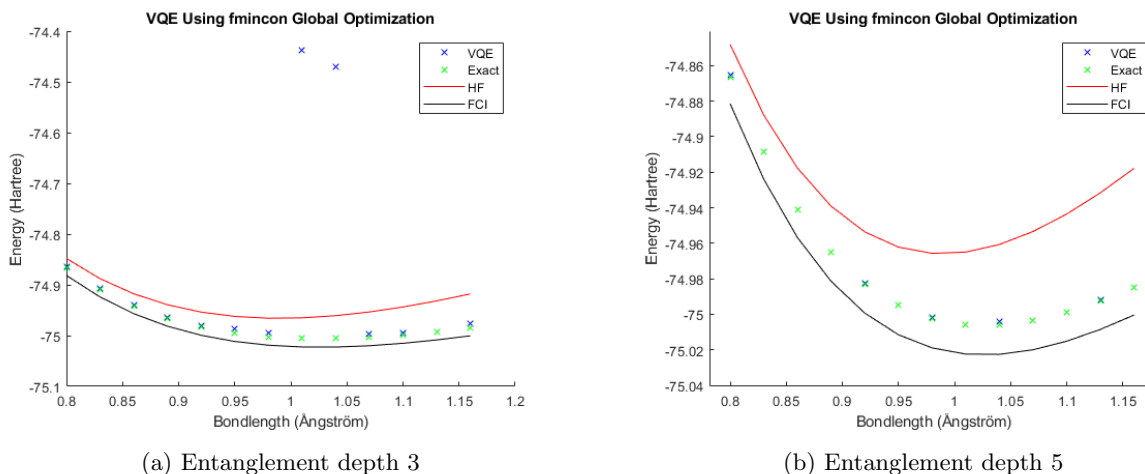 VQE Using fmincon Global Optimization
-74.4
-74.5
-74.6
-74.7
-74.8
-74.9
-75
-75.1
Energy (Hartree)
VQE
Exact
HF
FCI
0.8 0.85 0.9 0.95 1 1.05 1.1 1.15 1.2
Bondlength (Ångström)
(a) Entanglement depth 3
VQE Using fmincon Global Optimization
-74.86
-74.88
-74.9
-74.92
-74.94
-74.96
-74.98
-75
-75.02
-75.04
Energy (Hartree)
VQE
Exact
HF
FCI
0.8 0.85 0.9 0.95 1 1.05 1.1 1.15
Bondlength (Ångström)
(b) Entanglement depth 5